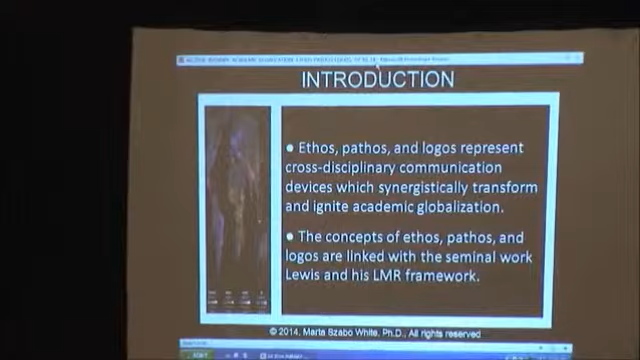 INTRODUCTION
● Ethos, pathos, and logos represent
cross-disciplinary communication
devices which synergistically transform
and ignite academic globalization.
● The concepts of ethos, pathos, and
logos are linked with the seminal work
Lewis and his LMR framework.
© 2014, Marta Szabo White, Ph.D., All rights reserved